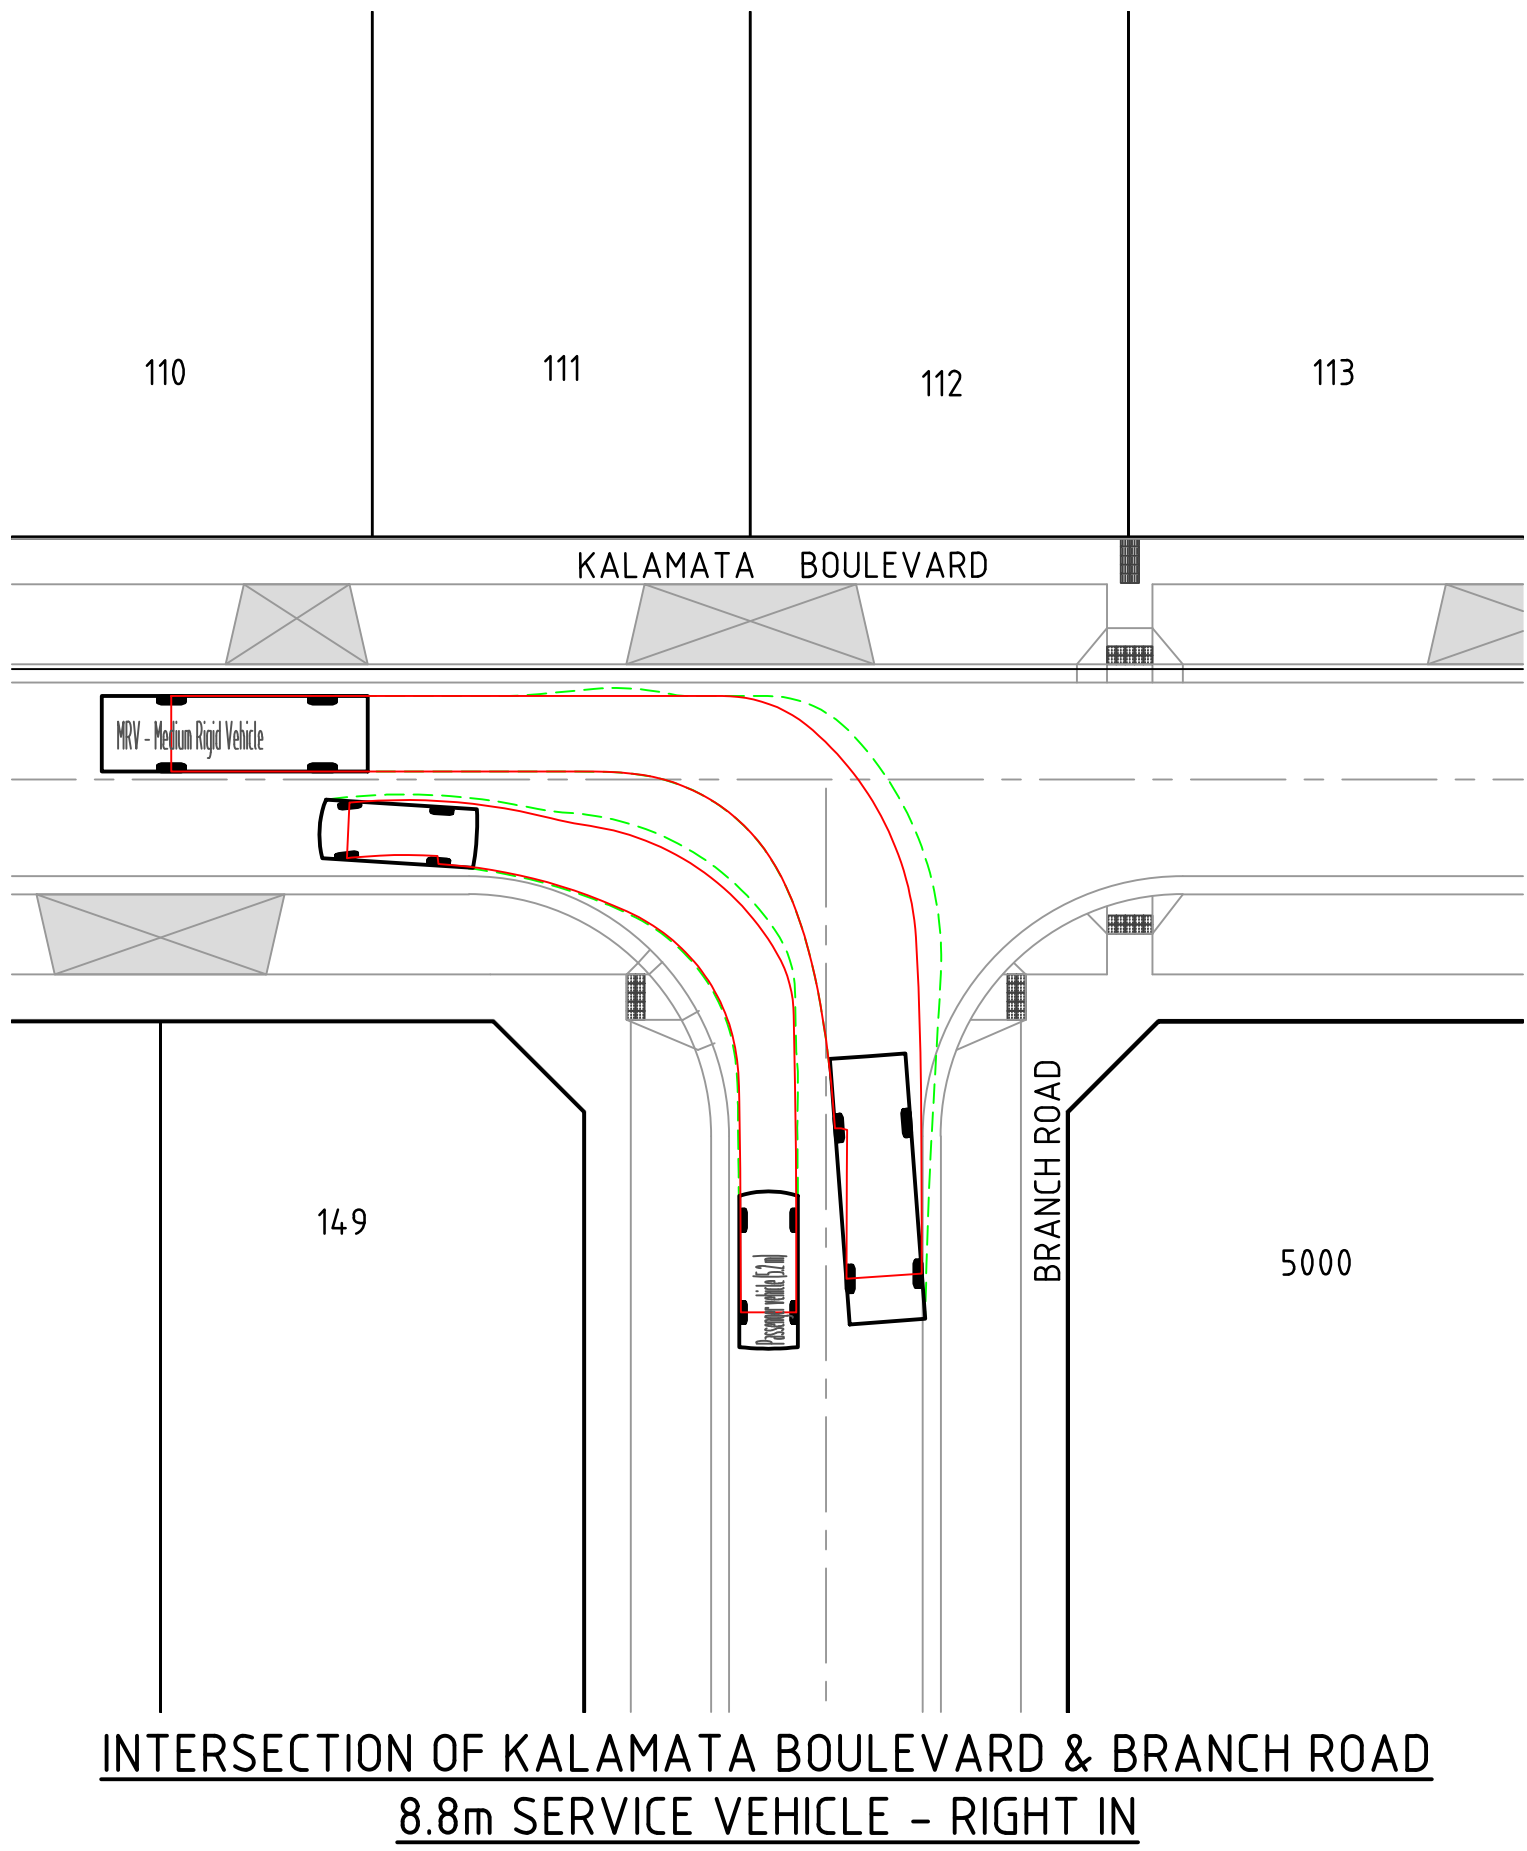 110
111
112
113
KALAMATA BOULEVARD
MRV - Medium Rigid Vehicle
BRANCH ROAD
149
Passenger vehicle (5.2 m)
5000
INTERSECTION OF KALAMATA BOULEVARD & BRANCH ROAD
8.8m SERVICE VEHICLE - RIGHT IN